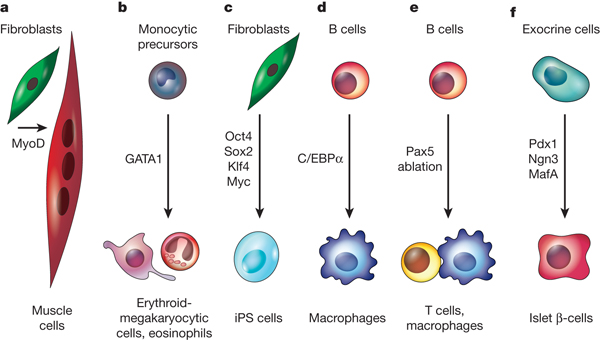 a
Fibroblasts
MyoD
Muscle
cells
b
Monocytic
precursors
GATA1
Erythroid-
megakaryocytic
cells, eosinophils
c
Fibroblasts
Oct4
Sox2
Klf4
Myc
iPS cells
d
B cells
C/EBPα
Macrophages
e
B cells
Pax5
ablation
T cells,
macrophages
f
Exocrine cells
Pdx1
Ngn3
MafA
Islet β-cells